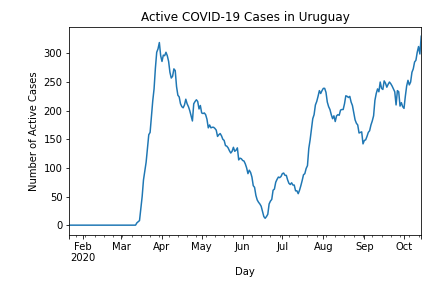 Active COVID-19 Cases in Uruguay
Number of Active Cases
300
250
200
150
100
50
0
Feb Mar Apr May Jun Jul Aug Sep Oct
2020
Day